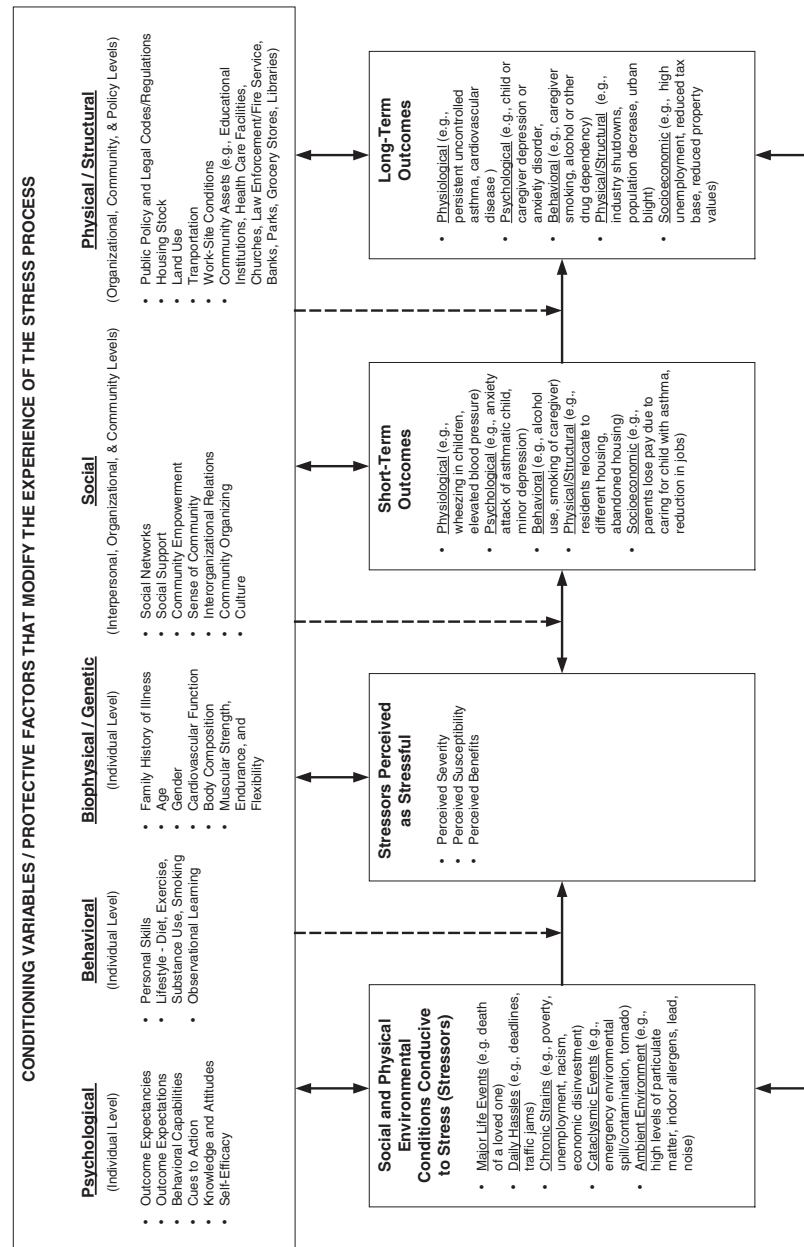 CONDITIONING VARIABLES / PROTECTIVE FACTORS THAT MODIFY THE EXPERIENCE OF THE STRESS PROCESS
Psychological
(Individual Level)
• Outcome Expectancies
• Outcome Expectations
• Behavioral Capabilities
• Cues to Action
• Knowledge and Attitudes
• Self-Efficacy
Behavioral
(Individual Level)
• Personal Skills
• Lifestyle - Diet, Exercise,
Substance Use, Smoking
• Observational Learning
Biophysical / Genetic
(Individual Level)
• Family History of Illness
• Age
• Gender
• Cardiovascular Function
• Body Composition
• Muscular Strength,
Endurance, and
Flexibility
Social
(Interpersonal, Organizational, & Community Levels)
• Social Networks
• Social Support
• Community Empowerment
• Sense of Community
• Interorganizational Relations
• Community Organizing
• Culture
Physical / Structural
(Organizational, Community, & Policy Levels)
• Public Policy and Legal Codes/Regulations
• Housing Stock
• Land Use
• Tranportation
• Work-Site Conditions
• Community Assets (e.g., Educational
Institutions, Health Care Facilities,
Churches, Law Enforcement/Fire Service,
Banks, Parks, Grocery Stores, Libraries)
Social and Physical
Environmental
Conditions Conducive
to Stress (Stressors)
• Major Life Events (e.g. death
of a loved one)
• Daily Hassles (e.g., deadlines,
traffic jams)
• Chronic Strains (e.g., poverty,
unemployment, racism,
economic disinvestment)
• Cataclysmic Events (e.g.,
emergency environmental
spill/contamination, tornado)
• Ambient Environment (e.g.,
high levels of particulate
matter, indoor allergens, lead,
noise)
Stressors Perceived
as Stressful
• Perceived Severity
• Perceived Susceptibility
• Perceived Benefits
Short-Term
Outcomes
• Physiological (e.g.,
wheezing in children,
elevated blood pressure)
• Psychological (e.g., anxiety
attack of asthmatic child,
minor depression)
• Behavioral (e.g., alcohol
use, smoking of caregiver)
• Physical/Structural (e.g.,
residents relocate to
different housing,
abandoned housing)
• Socioeconomic (e.g.,
parents lose pay due to
caring for child with asthma,
reduction in jobs)
Long-Term
Outcomes
• Physiological (e.g.,
persistent uncontrolled
asthma, cardiovascular
disease )
• Psychological (e.g., child or
caregiver depression or
anxiety disorder,
• Behavioral (e.g., caregiver
smoking, alcohol or other
drug dependency)
• Physical/Structural (e.g.,
industry shutdowns,
population decrease, urban
blight)
• Socioeconomic (e.g., high
unemployment, reduced tax
base, reduced property
values)